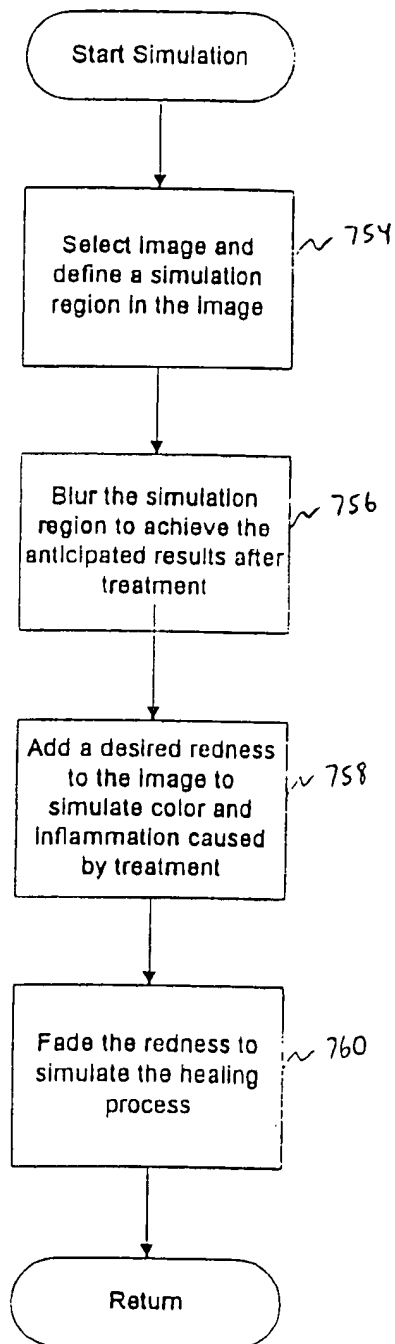 Start Simulation
Select image and
define a simulation
region in the image
754
Blur the simulation
region to achieve the
anticipated results after
treatment
756
Add a desired redness
to the image to
simulate color and
inflammation caused
by treatment
758
Fade the redness to
simulate the healing
process
760
Return